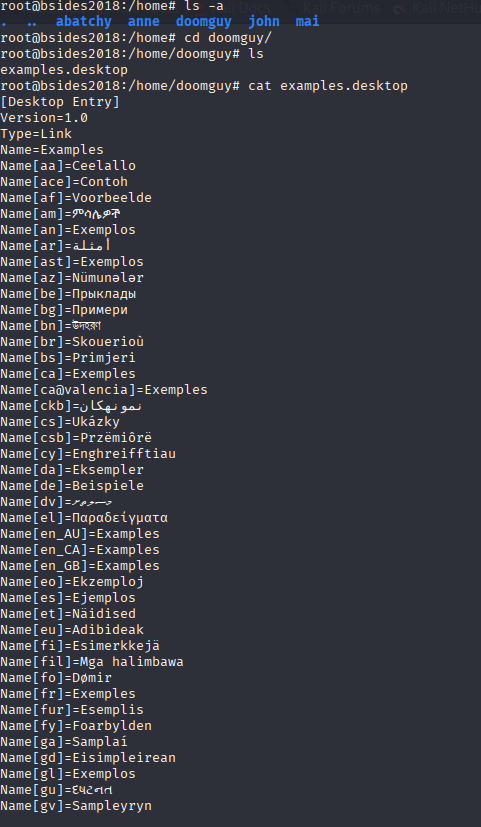 root@bsides2018:/home# ls -a
.  ..  abatchy  anne  doomguy  john  mai
root@bsides2018:/home# cd doomguy/
root@bsides2018:/home/doomguy# ls
examples.desktop
root@bsides2018:/home/doomguy# cat examples.desktop
[Desktop Entry]
Version=1.0
Type=Link
Name=Examples
Name[aa]=Ceelallo
Name[ace]=Contoh
Name[af]=Voorbeelde
Name[am]=ምሳሌዎች
Name[an]=Exemplos
Name[ar]=أمثلة
Name[ast]=Exemplos
Name[az]=Nümunələr
Name[be]=Прыклады
Name[bg]=Примери
Name[bn]=উদাহরণ
Name[br]=Skouerioù
Name[bs]=Primjeri
Name[ca]=Exemples
Name[ca@valencia]=Exemples
Name[ckb]=نمونهكان
Name[cs]=Ukázky
Name[csb]=Przëmiôrë
Name[cy]=Enghreifftiau
Name[da]=Eksempler
Name[de]=Beispiele
Name[dv]=
Name[el]=Παραδείγματα
Name[en_AU]=Examples
Name[en_CA]=Examples
Name[en_GB]=Examples
Name[eo]=Ekzemploj
Name[es]=Ejemplos
Name[et]=Näidised
Name[eu]=Adibideak
Name[fi]=Esimerkkejä
Name[fil]=Mga halimbawa
Name[fo]=Dømir
Name[fr]=Exemples
Name[fur]=Esemplis
Name[fy]=Foarbylden
Name[ga]=Samplaí
Name[gd]=Eisimpleirean
Name[gl]=Exemplos
Name[gu]=દષ્ટાન્ત
Name[gv]=Sampleyryn